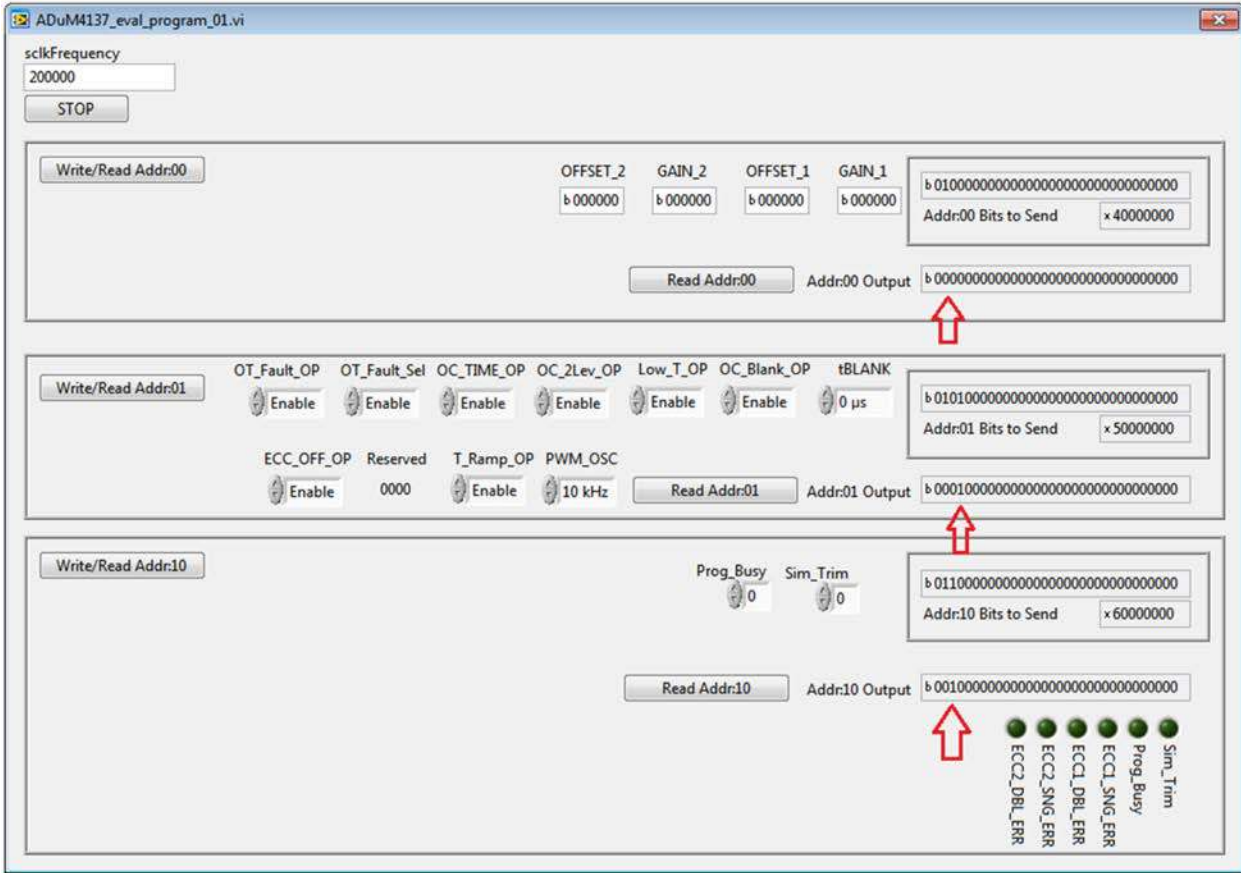 ADuM4137_eval_program_01.vi
sclkFrequency
200000
STOP
Write/Read Addr:00
OFFSET_2 GAIN_2 OFFSET_1 GAIN_1
b 000000 b 000000 b 000000 b 000000
b 01000000000000000000000000000000
Addr:00 Bits to Send x 40000000
Read Addr:00 Addr:00 Output b 00000000000000000000000000000000
Write/Read Addr:01
OT_Fault_OP OT_Fault_Sel OC_TIME_OP OC_2Lev_OP Low_T_OP OC_Blank_OP tBLANK
Enable Enable Enable Enable Enable Enable 0 µs
b 01010000000000000000000000000000
Addr:01 Bits to Send x 50000000
ECC_OFF_OP Reserved T_Ramp_OP PWM_OSC
Enable 0000 Enable 10 kHz Read Addr:01 Addr:01 Output b 00010000000000000000000000000000
Write/Read Addr:10
Prog_Busy Sim_Trim
0 0
b 01100000000000000000000000000000
Addr:10 Bits to Send x 60000000
Read Addr:10 Addr:10 Output b 00100000000000000000000000000000
ECC2_DBL_ERR
ECC2_SNG_ERR
ECC1_DBL_ERR
ECC1_SNG_ERR
Prog_Busy
Sim_Trim